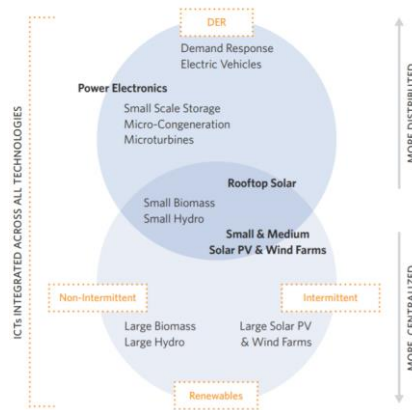 DER
Demand Response
Electric Vehicles
Power Electronics
Small Scale Storage
Micro-Congeneration
Microturbines
Rooftop Solar
Small Biomass
Small Hydro
Small & Medium
Solar PV & Wind Farms
Non-Intermittent
Intermittent
Large Biomass
Large Hydro
Large Solar PV
& Wind Farms
Renewables
ICTs INTEGRATED ACROSS ALL TECHNOLOGIES
MORE DISTRIBUTED
MORE CENTRALIZED